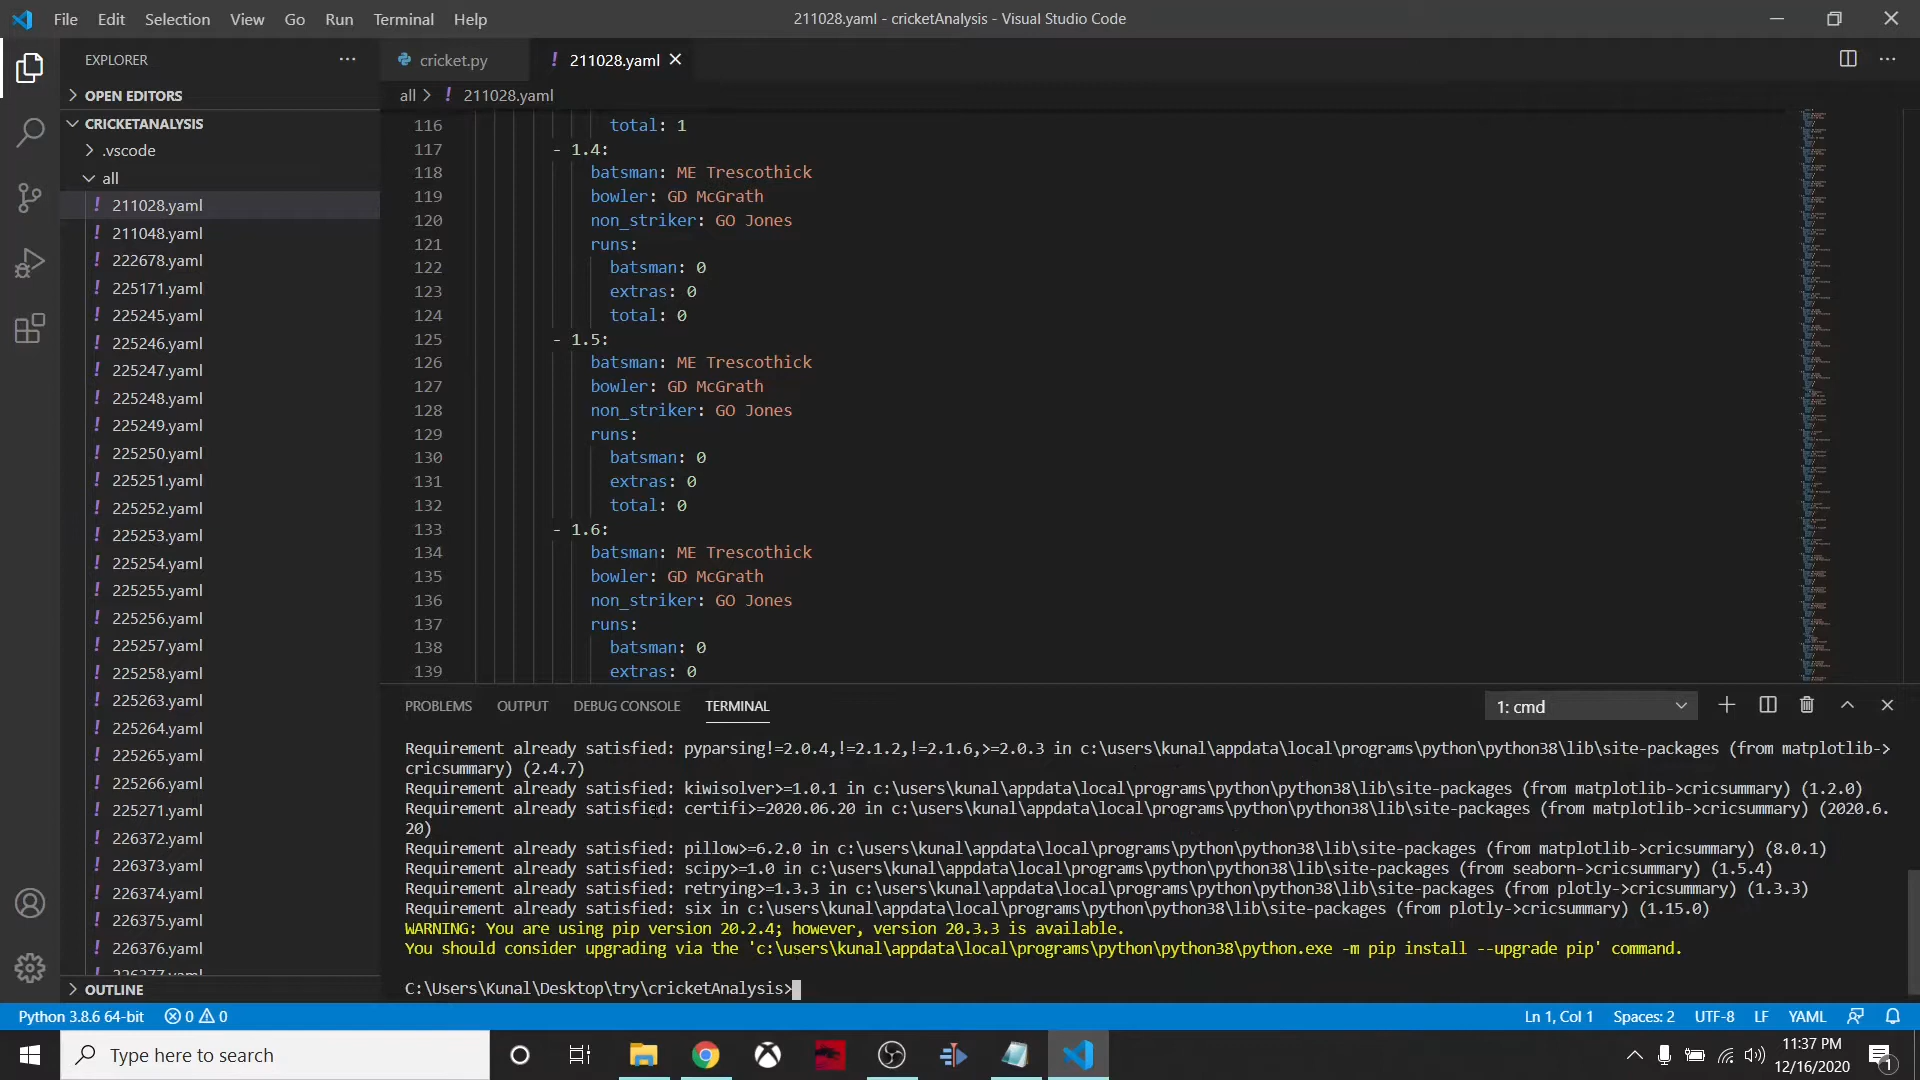 File Edit Selection View Go Run Terminal Help
211028.yaml - cricketAnalysis - Visual Studio Code
EXPLORER
OPEN EDITORS
CRICKETANALYSIS
.vscode
all
! 211028.yaml
! 211048.yaml
! 222678.yaml
! 225171.yaml
! 225245.yaml
! 225246.yaml
! 225247.yaml
! 225248.yaml
! 225249.yaml
! 225250.yaml
! 225251.yaml
! 225252.yaml
! 225253.yaml
! 225254.yaml
! 225255.yaml
! 225256.yaml
! 225257.yaml
! 225258.yaml
! 225263.yaml
! 225264.yaml
! 225265.yaml
! 225266.yaml
! 225271.yaml
! 226372.yaml
! 226373.yaml
! 226374.yaml
! 226375.yaml
! 226376.yaml
! 226377.yaml
OUTLINE
cricket.py ! 211028.yaml
all > ! 211028.yaml
116 total: 1
117 - 1.4:
118 batsman: ME Trescothick
119 bowler: GD McGrath
120 non_striker: GO Jones
121 runs:
122 batsman: 0
123 extras: 0
124 total: 0
125 - 1.5:
126 batsman: ME Trescothick
127 bowler: GD McGrath
128 non_striker: GO Jones
129 runs:
130 batsman: 0
131 extras: 0
132 total: 0
133 - 1.6:
134 batsman: ME Trescothick
135 bowler: GD McGrath
136 non_striker: GO Jones
137 runs:
138 batsman: 0
139 extras: 0
PROBLEMS OUTPUT DEBUG CONSOLE TERMINAL 1: cmd
Requirement already satisfied: pyparsing!=2.0.4,!=2.1.2,!=2.1.6,>=2.0.3 in c:\users\kunal\appdata\local\programs\python\python38\lib\site-packages (from matplotlib->
cricsummary) (2.4.7)
Requirement already satisfied: kiwisolver>=1.0.1 in c:\users\kunal\appdata\local\programs\python\python38\lib\site-packages (from matplotlib->cricsummary) (1.2.0)
Requirement already satisfied: certifi>=2020.06.20 in c:\users\kunal\appdata\local\programs\python\python38\lib\site-packages (from matplotlib->cricsummary) (2020.6.
20)
Requirement already satisfied: pillow>=6.2.0 in c:\users\kunal\appdata\local\programs\python\python38\lib\site-packages (from matplotlib->cricsummary) (8.0.1)
Requirement already satisfied: scipy>=1.0 in c:\users\kunal\appdata\local\programs\python\python38\lib\site-packages (from seaborn->cricsummary) (1.5.4)
Requirement already satisfied: retrying>=1.3.3 in c:\users\kunal\appdata\local\programs\python\python38\lib\site-packages (from plotly->cricsummary) (1.3.3)
Requirement already satisfied: six in c:\users\kunal\appdata\local\programs\python\python38\lib\site-packages (from plotly->cricsummary) (1.15.0)
WARNING: You are using pip version 20.2.4; however, version 20.3.3 is available.
You should consider upgrading via the 'c:\users\kunal\appdata\local\programs\python\python38\python.exe -m pip install --upgrade pip' command.
C:\Users\Kunal\Desktop\try\cricketAnalysis>
Python 3.8.6 64-bit 0 0 Ln 1, Col 1 Spaces: 2 UTF-8 LF YAML
Type here to search
11:37 PM
12/16/2020
1